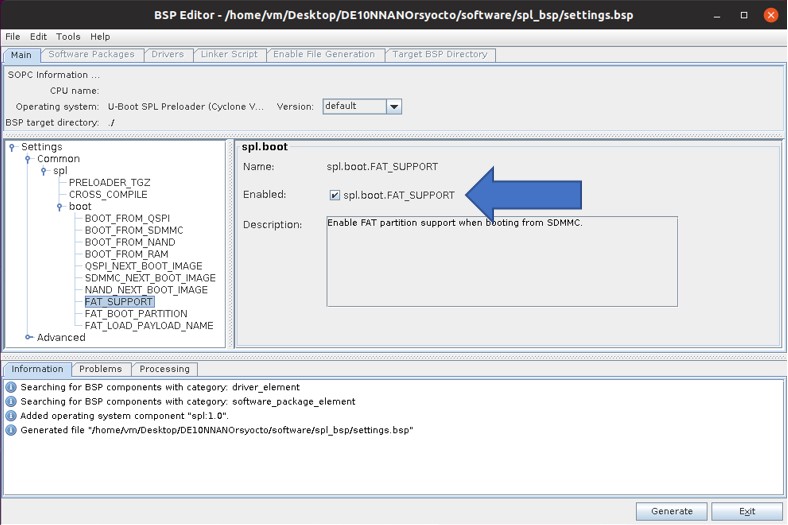 BSP Editor - /home/vm/Desktop/DE10NNANOrsyocto/software/spl_bsp/settings.bsp
File Edit Tools Help
Main Software Packages Drivers Linker Script Enable File Generation Target BSP Directory
SOPC Information ...
CPU name:
Operating system: U-Boot SPL Preloader (Cyclone V... Version: default
BSP target directory: ./
Settings
Common
spl
PRELOADER_TGZ
CROSS_COMPILE
boot
BOOT_FROM_QSPI
BOOT_FROM_SDMMC
BOOT_FROM_NAND
BOOT_FROM_RAM
QSPI_NEXT_BOOT_IMAGE
SDMMC_NEXT_BOOT_IMAGE
NAND_NEXT_BOOT_IMAGE
FAT_SUPPORT
FAT_BOOT_PARTITION
FAT_LOAD_PAYLOAD_NAME
Advanced
spl.boot
Name: spl.boot.FAT_SUPPORT
Enabled: spl.boot.FAT_SUPPORT
Description: Enable FAT partition support when booting from SDMMC.
Information Problems Processing
Searching for BSP components with category: driver_element
Searching for BSP components with category: software_package_element
Added operating system component "spl:1.0".
Generated file "/home/vm/Desktop/DE10NNANOrsyocto/software/spl_bsp/settings.bsp"
Generate Exit